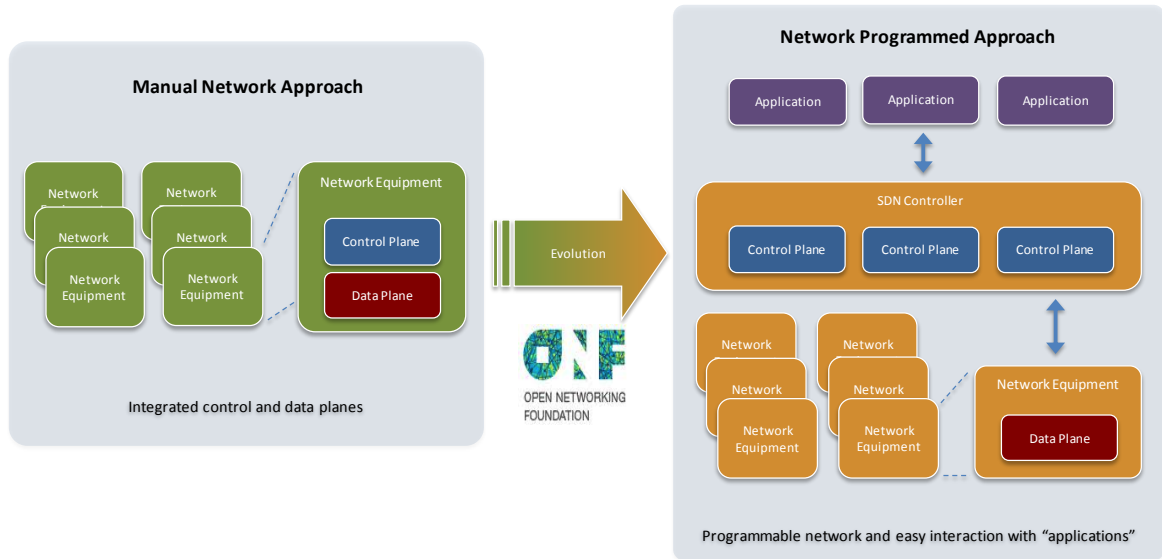 Manual Network Approach
Network
Network
Network
Equipment
Network
Network
Network
Equipment
Network Equipment
Control Plane
Data Plane
Integrated control and data planes
Evolution
ONF
OPEN NETWORKING
FOUNDATION
Network Programmed Approach
Application
Application
Application
SDN Controller
Control Plane
Control Plane
Control Plane
Network
Network
Network
Equipment
Network
Network
Network
Equipment
Network Equipment
Data Plane
Programmable network and easy interaction with “applications”